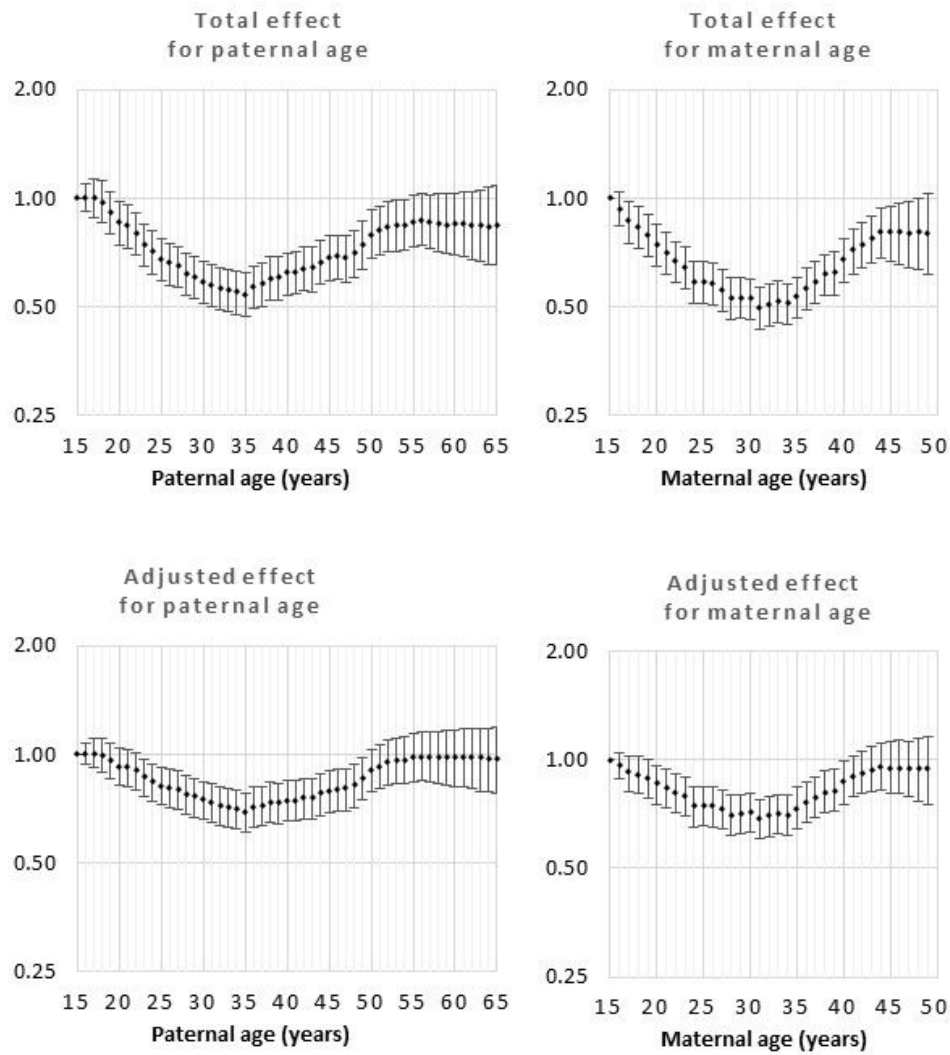 Total effect
for paternal age
2.00
1.00
0.50
0.25
15 20 25 30 35 40 45 50 55 60 65
Paternal age (years)
Total effect
for maternal age
2.00
1.00
0.50
0.25
15 20 25 30 35 40 45 50
Maternal age (years)
Adjusted effect
for paternal age
2.00
1.00
0.50
0.25
15 20 25 30 35 40 45 50 55 60 65
Paternal age (years)
Adjusted effect
for maternal age
2.00
1.00
0.50
0.25
15 20 25 30 35 40 45 50
Maternal age (years)